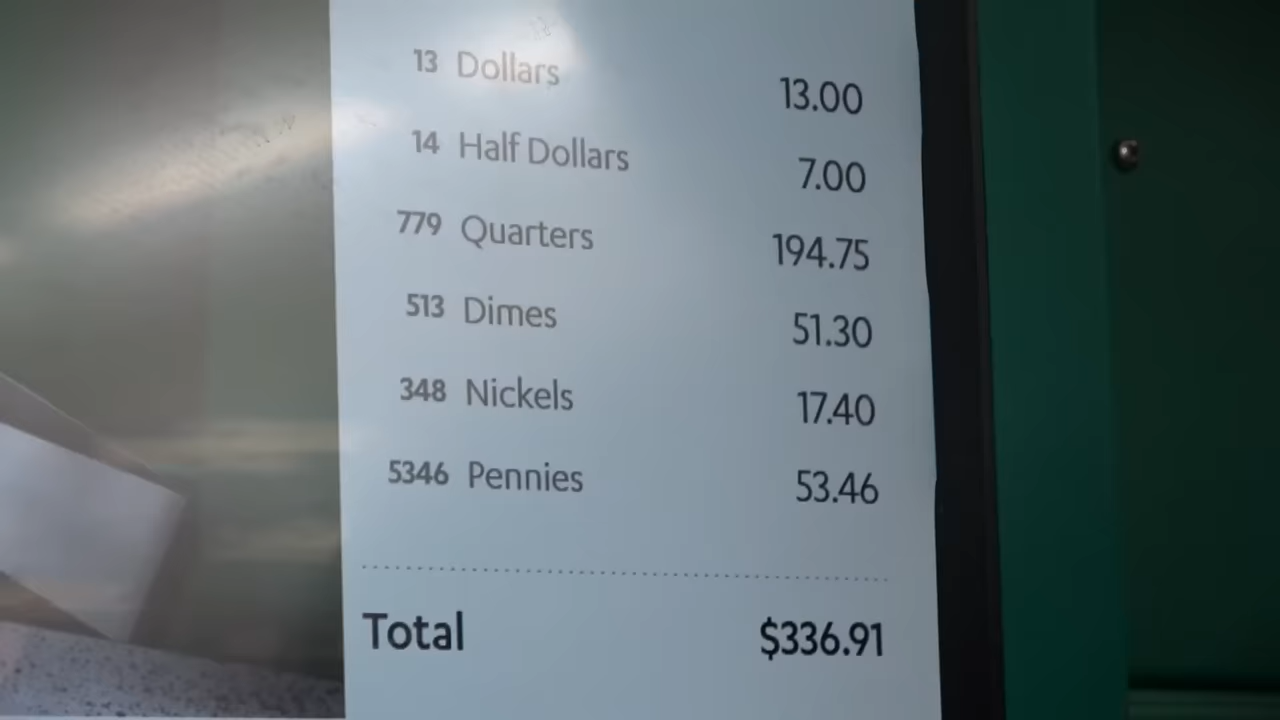 13 Dollars 13.00
14 Half Dollars 7.00
779 Quarters 194.75
513 Dimes 51.30
348 Nickels 17.40
5346 Pennies 53.46
Total $336.91